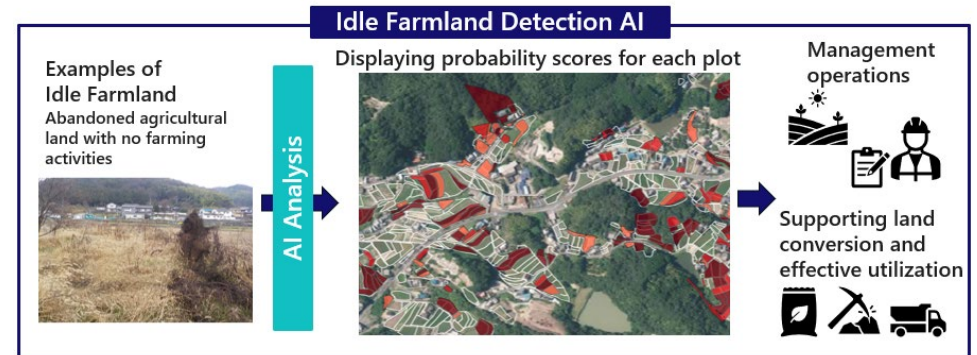 Idle Farmland Detection AI
Examples of
Idle Farmland
Abandoned agricultural
land with no farming
activities
AI Analysis
Displaying probability scores for each plot
Management
operations
Supporting land
conversion and
effective utilization